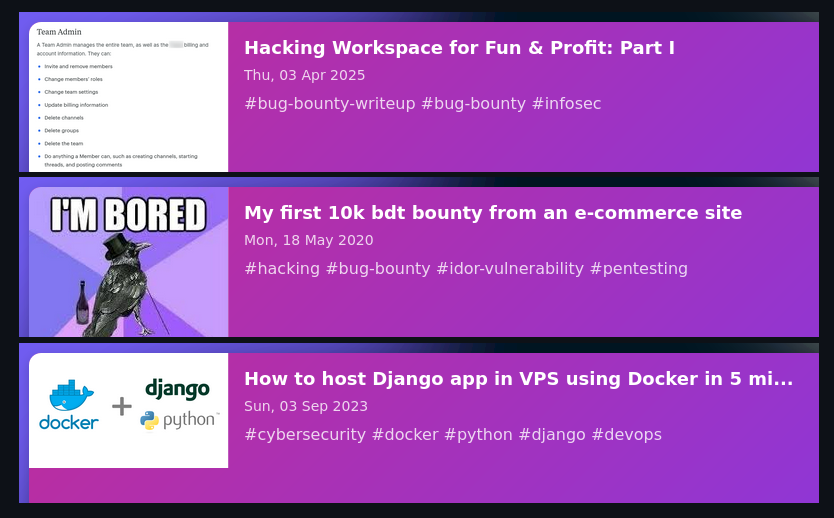 Team Admin
A Team Admin manages the entire team, as well as the billing and
account information. They can:
Invite and remove members
Change members' roles
Change team settings
Update billing information
Delete channels
Delete groups
Delete the team
Do anything a Member can, such as creating channels, starting
threads, and posting comments
Hacking Workspace for Fun & Profit: Part I
Thu, 03 Apr 2025
#bug-bounty-writeup #bug-bounty #infosec
I'M BORED
My first 10k bdt bounty from an e-commerce site
Mon, 18 May 2020
#hacking #bug-bounty #idor-vulnerability #pentesting
docker
+
django
python™
How to host Django app in VPS using Docker in 5 mi...
Sun, 03 Sep 2023
#cybersecurity #docker #python #django #devops